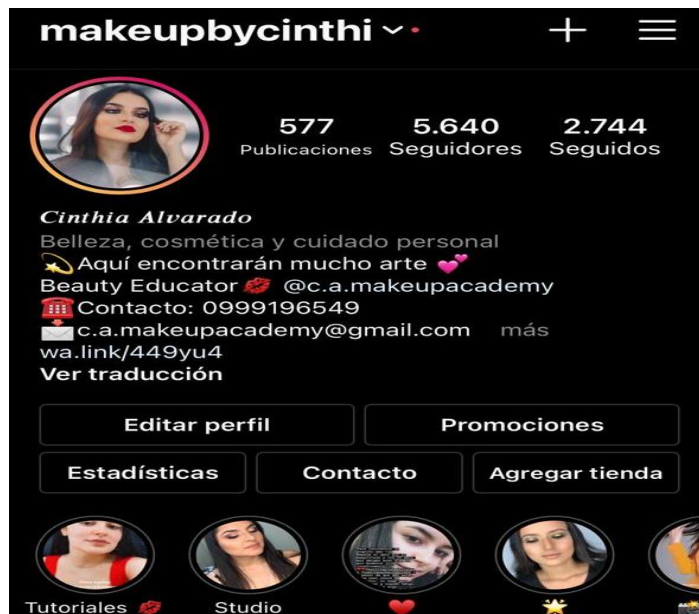 makeupbycinthi
577 5.640 2.744
Publicaciones Seguidores Seguidos
Cinthia Alvarado
Belleza, cosmética y cuidado personal
💫Aquí encontrarán mucho arte 💕
Beauty Educator 💋 @c.a.makeupacademy
☎️Contacto: 0999196549
📩c.a.makeupacademy@gmail.com más
wa.link/449yu4
Ver traducción
Editar perfil Promociones
Estadísticas Contacto Agregar tienda
Tutoriales 💋 Studio ❤️ 🌟